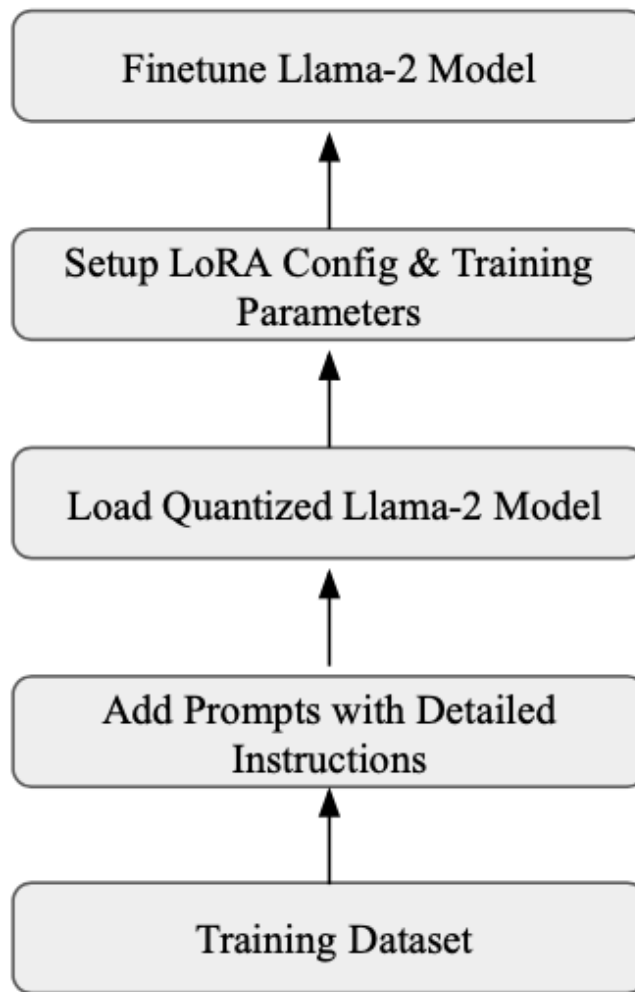 Finetune Llama-2 Model
Setup LoRA Config & Training
Parameters
Load Quantized Llama-2 Model
Add Prompts with Detailed
Instructions
Training Dataset